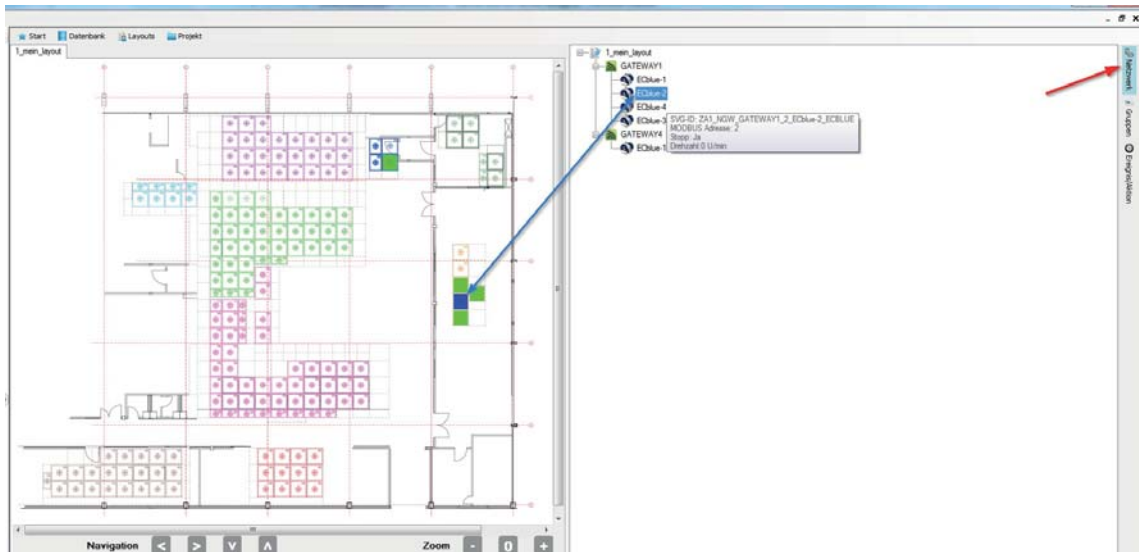 Start Datenbank Layouts Projekt
1_mein_layout
1_mein_layout
GATEWAY1
ECblue-1
ECblue-2
ECblue-4
ECblue-3
GATEWAY4
ECblue-1
SVG-ID: ZA1_NGW_GATEWAY1_2_ECblue-2_ECBLUE
MODBUS Adresse: 2
Stopp: Ja
Drehzahl 0 U/min
Netzwerk
Gruppen
Ereignis/Aktion
Navigation < > V Λ Zoom - 0 +